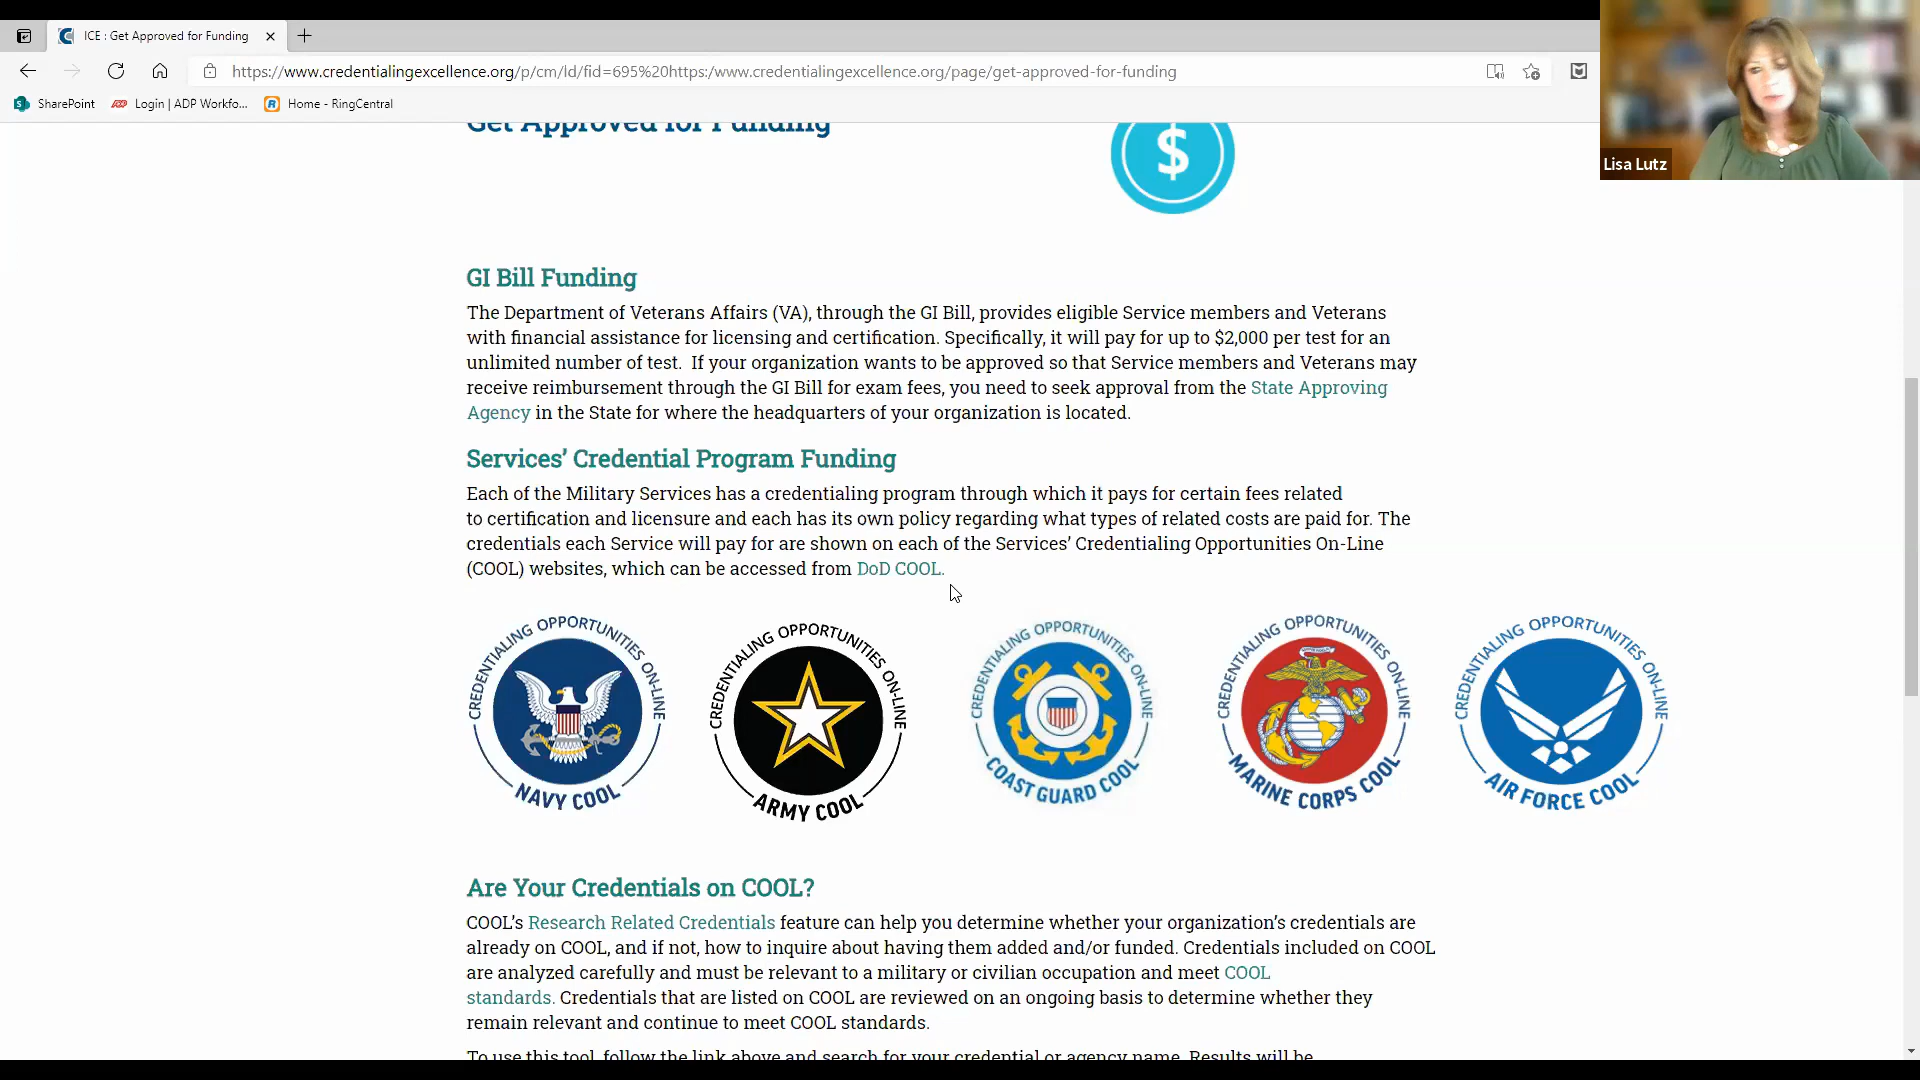 ICE : Get Approved for Funding
https://www.credentialingexcellence.org/p/cm/ld/fid=695%20https:/www.credentialingexcellence.org/page/get-approved-for-funding
SharePoint
Login | ADP Workfo...
Home - RingCentral
Lisa Lutz
Get Approved for Funding
$
GI Bill Funding
The Department of Veterans Affairs (VA), through the GI Bill, provides eligible Service members and Veterans
with financial assistance for licensing and certification. Specifically, it will pay for up to $2,000 per test for an
unlimited number of test. If your organization wants to be approved so that Service members and Veterans may
receive reimbursement through the GI Bill for exam fees, you need to seek approval from the State Approving
Agency in the State for where the headquarters of your organization is located.
Services' Credential Program Funding
Each of the Military Services has a credentialing program through which it pays for certain fees related
to certification and licensure and each has its own policy regarding what types of related costs are paid for. The
credentials each Service will pay for are shown on each of the Services' Credentialing Opportunities On-Line
(COOL) websites, which can be accessed from DoD COOL.
CREDENTIALING OPPORTUNITIES ON-LINE
NAVY COOL
CREDENTIALING OPPORTUNITIES ON-LINE
ARMY COOL
CREDENTIALING OPPORTUNITIES ON-LINE
COAST GUARD COOL
CREDENTIALING OPPORTUNITIES ON-LINE
MARINE CORPS COOL
CREDENTIALING OPPORTUNITIES ON-LINE
AIR FORCE COOL
Are Your Credentials on COOL?
COOL's Research Related Credentials feature can help you determine whether your organization's credentials are
already on COOL, and if not, how to inquire about having them added and/or funded. Credentials included on COOL
are analyzed carefully and must be relevant to a military or civilian occupation and meet COOL
standards. Credentials that are listed on COOL are reviewed on an ongoing basis to determine whether they
remain relevant and continue to meet COOL standards.
To use this tool, follow the link above and search for your credential or agency name. Results will be